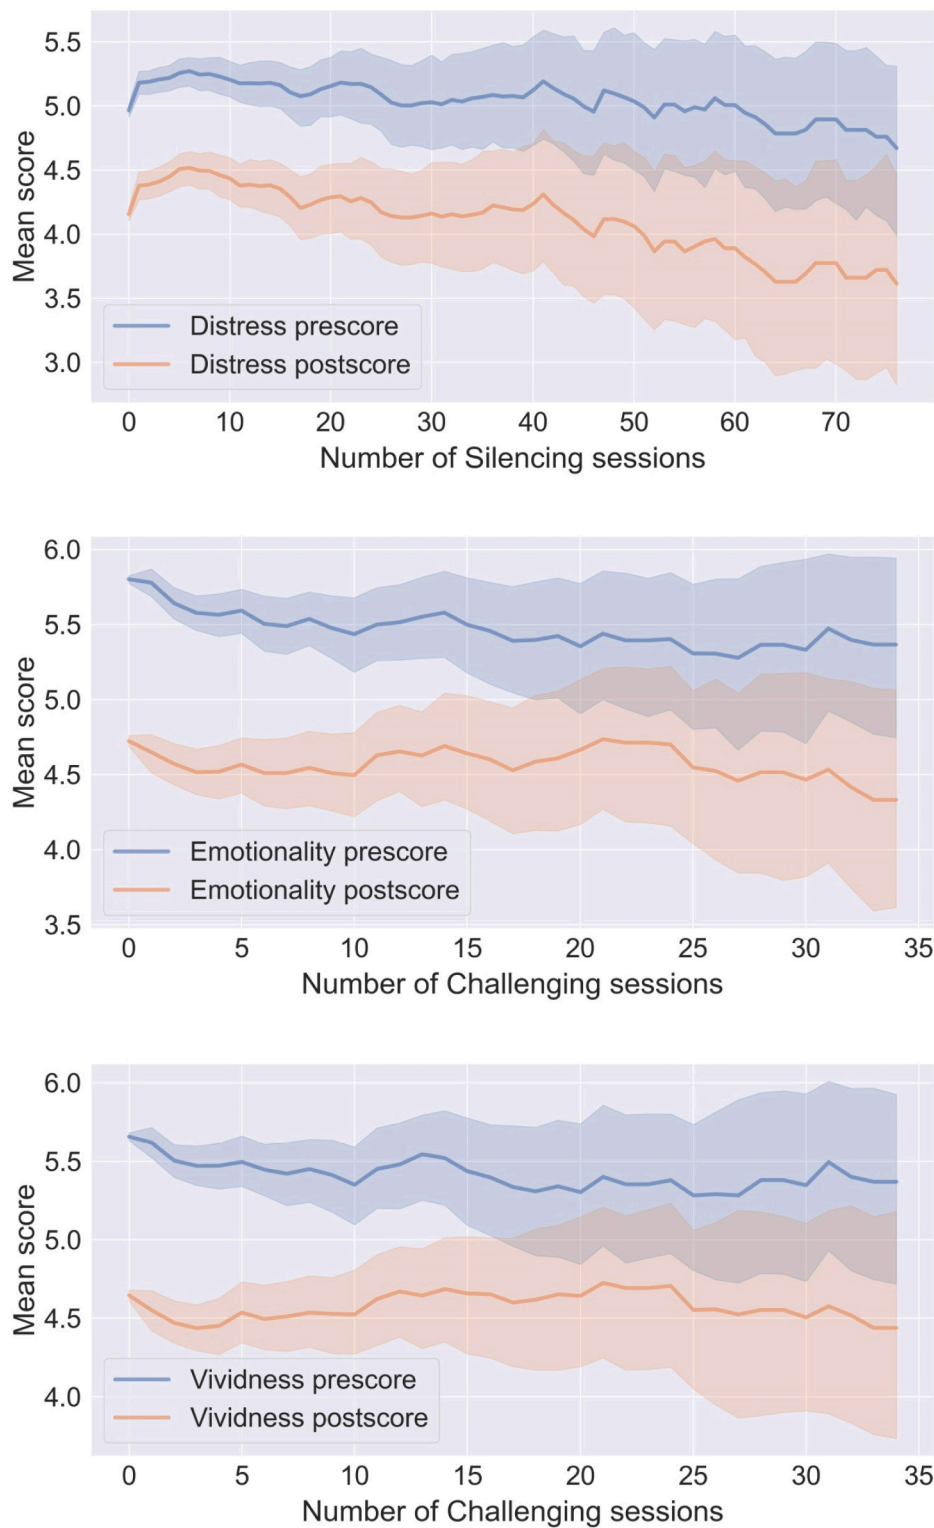 5.5
5.0
4.5
4.0
3.5
3.0
Mean score
Distress prescore
Distress postscore
0 10 20 30 40 50 60 70
Number of Silencing sessions
6.0
5.5
5.0
4.5
4.0
3.5
Mean score
Emotionality prescore
Emotionality postscore
0 5 10 15 20 25 30 35
Number of Challenging sessions
6.0
5.5
5.0
4.5
4.0
Mean score
Vividness prescore
Vividness postscore
0 5 10 15 20 25 30 35
Number of Challenging sessions